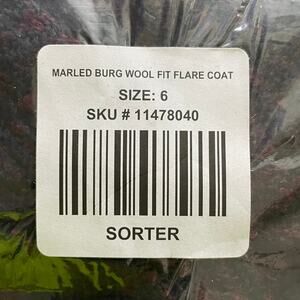 MARLED BURG WOOL FIT FLARE COAT
SIZE: 6
SKU # 11478040
SORTER